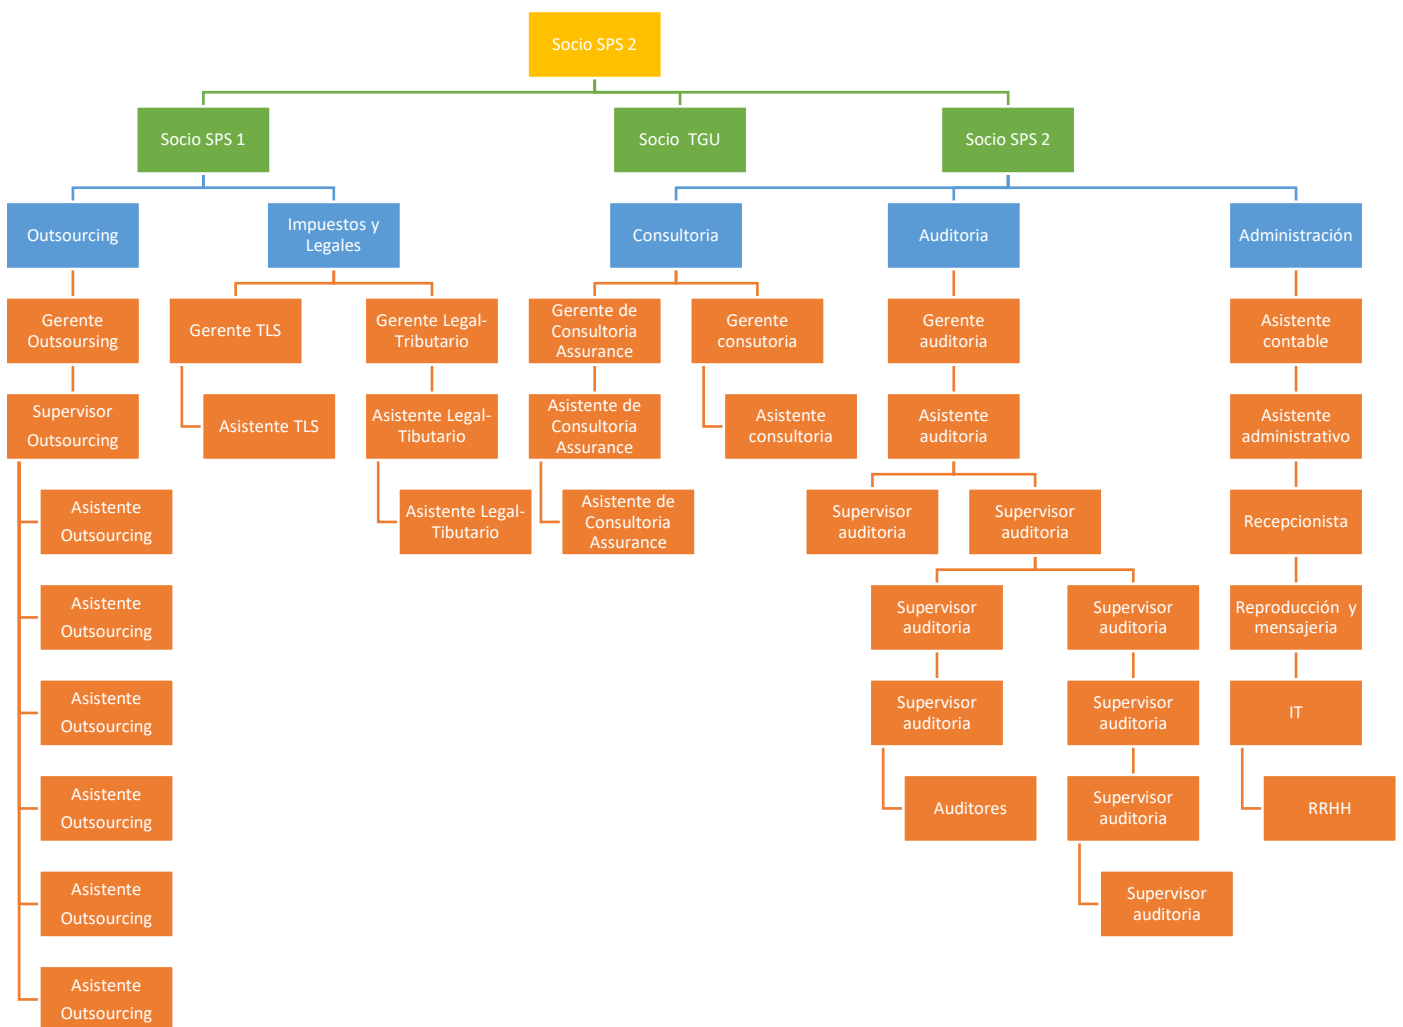 Socio SPS 2
Socio SPS 1
Socio TGU
Socio SPS 2
Outsourcing
Impuestos y
Legales
Consultoria
Auditoria
Administración
Gerente
Outsoursing
Gerente TLS
Gerente Legal-
Tributario
Gerente de
Consultoria
Assurance
Gerente
consutoria
Gerente
auditoria
Asistente
contable
Supervisor
Outsourcing
Asistente TLS
Asistente Legal-
Tibutario
Asistente de
Consultoria
Assurance
Asistente
consultoria
Asistente
auditoria
Asistente
administrativo
Asistente
Outsourcing
Asistente Legal-
Tibutario
Asistente de
Consultoria
Assurance
Supervisor
auditoria
Supervisor
auditoria
Recepcionista
Asistente
Outsourcing
Supervisor
auditoria
Supervisor
auditoria
Reproducción y
mensajeria
Asistente
Outsourcing
Supervisor
auditoria
Supervisor
auditoria
IT
Asistente
Outsourcing
Auditores
Supervisor
auditoria
RRHH
Asistente
Outsourcing
Supervisor
auditoria
Asistente
Outsourcing